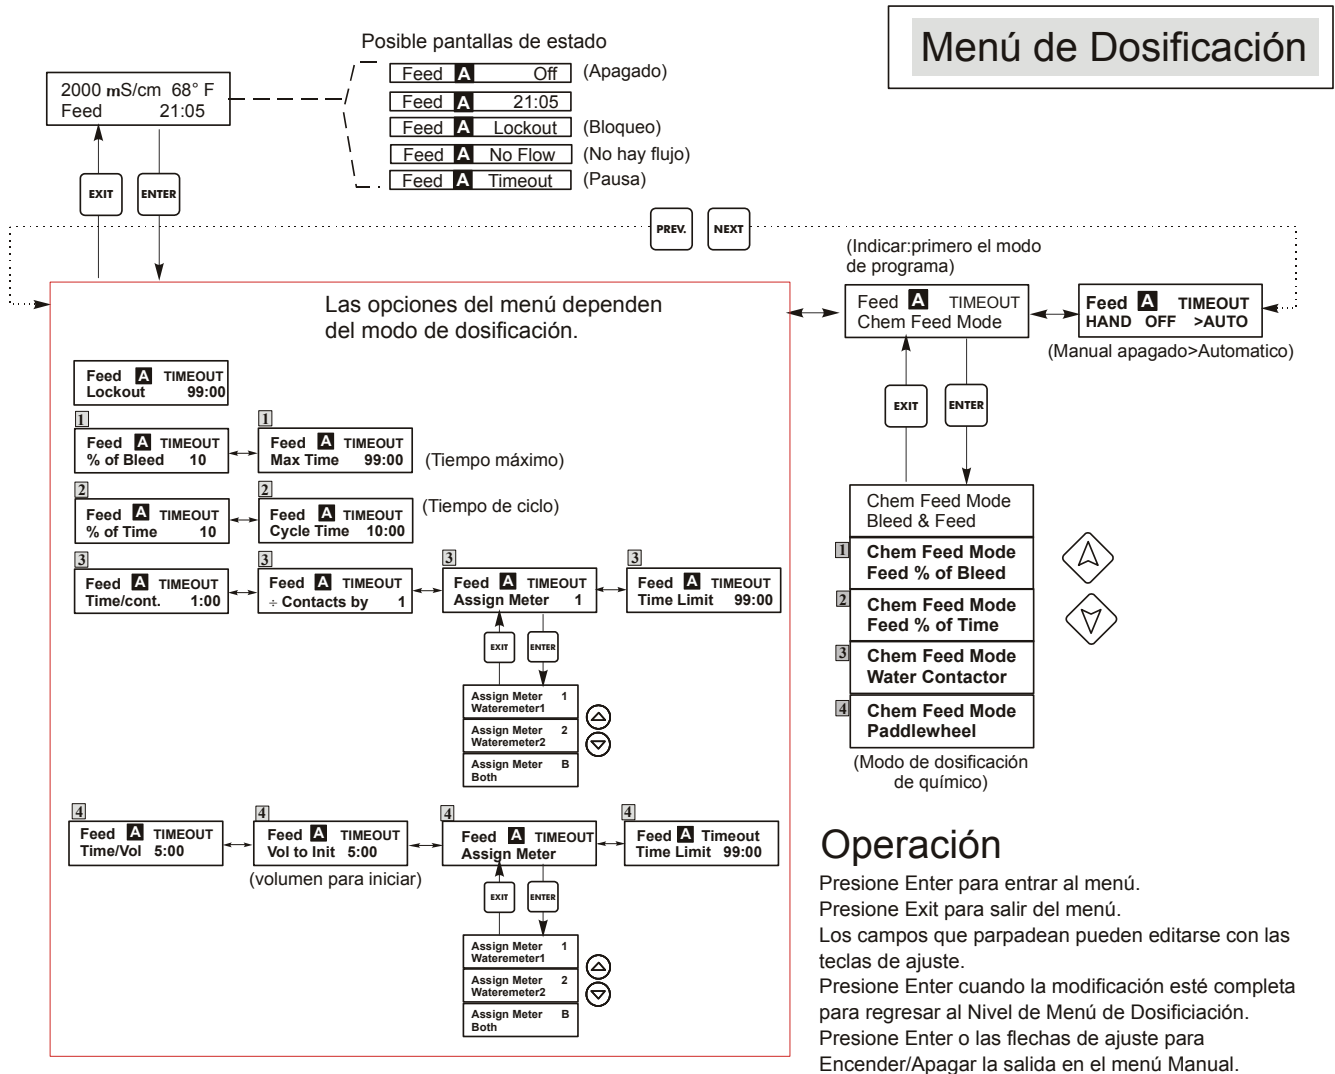 Menú de Dosificación
Posible pantallas de estado
2000 mS/cm 68° F
Feed 21:05
Feed A Off (Apagado)
Feed A 21:05
Feed A Lockout (Bloqueo)
Feed A No Flow (No hay flujo)
Feed A Timeout (Pausa)
EXIT ENTER
PREV. NEXT
(Indicar:primero el modo
de programa)
Feed A TIMEOUT
Chem Feed Mode
Feed A TIMEOUT
HAND OFF >AUTO
(Manual apagado>Automatico)
EXIT ENTER
Chem Feed Mode
Bleed & Feed
1 Chem Feed Mode
Feed % of Bleed
2 Chem Feed Mode
Feed % of Time
3 Chem Feed Mode
Water Contactor
4 Chem Feed Mode
Paddlewheel
(Modo de dosificación
de químico)
Las opciones del menú dependen
del modo de dosificación.
Feed A TIMEOUT
Lockout 99:00
1
Feed A TIMEOUT
% of Bleed 10
1
Feed A TIMEOUT
Max Time 99:00
(Tiempo máximo)
2
Feed A TIMEOUT
% of Time 10
2
Feed A TIMEOUT
Cycle Time 10:00
(Tiempo de ciclo)
3
Feed A TIMEOUT
Time/cont. 1:00
3
Feed A TIMEOUT
÷ Contacts by 1
3
Feed A TIMEOUT
Assign Meter 1
3
Feed A TIMEOUT
Time Limit 99:00
EXIT ENTER
Assign Meter 1
Wateremeter1
Assign Meter 2
Wateremeter2
Assign Meter B
Both
4
Feed A TIMEOUT
Time/Vol 5:00
4
Feed A TIMEOUT
Vol to Init 5:00
(volumen para iniciar)
4
Feed A TIMEOUT
Assign Meter
4
Feed A Timeout
Time Limit 99:00
EXIT ENTER
Assign Meter 1
Wateremeter1
Assign Meter 2
Wateremeter2
Assign Meter B
Both
Operación
Presione Enter para entrar al menú.
Presione Exit para salir del menú.
Los campos que parpadean pueden editarse con las
teclas de ajuste.
Presione Enter cuando la modificación esté completa
para regresar al Nivel de Menú de Dosificiación.
Presione Enter o las flechas de ajuste para
Encender/Apagar la salida en el menú Manual.